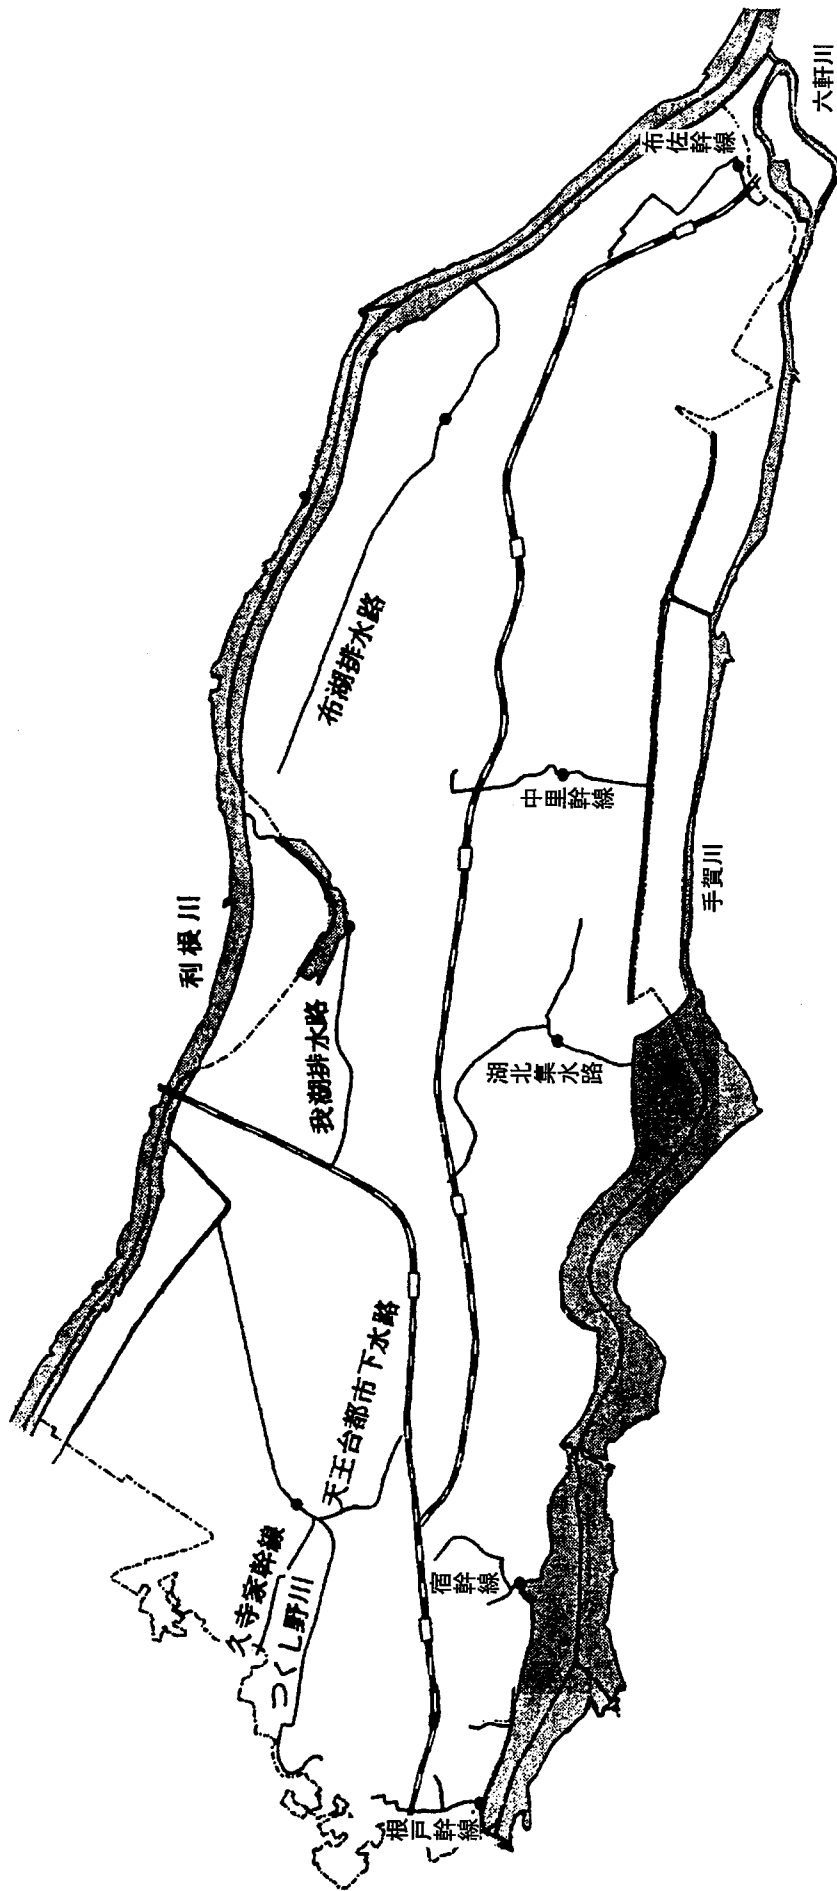 利根川
六軒川
布佐幹線
布湖排水路
中里幹線
手賀川
我湖排水路
湖北集水路
天王台都市下水路
久寺家幹線
つくし野川
宿幹線
根戸幹線